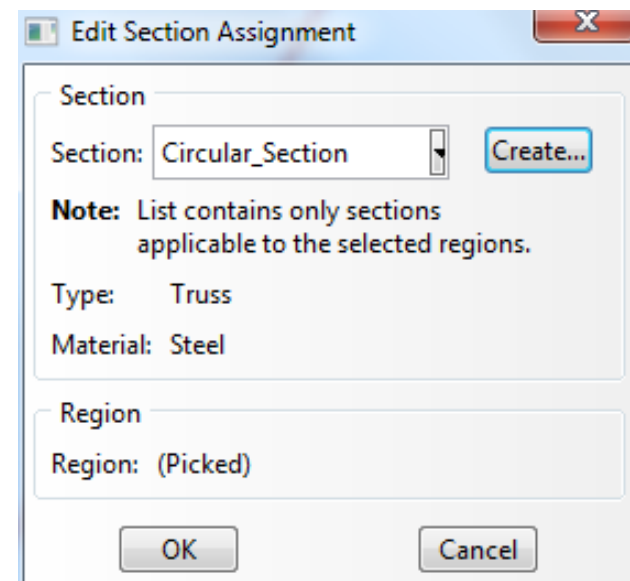 Edit Section Assignment
X
Section
Section: Circular_Section Create...
Note: List contains only sections
applicable to the selected regions.
Type: Truss
Material: Steel
Region
Region: (Picked)
OK Cancel